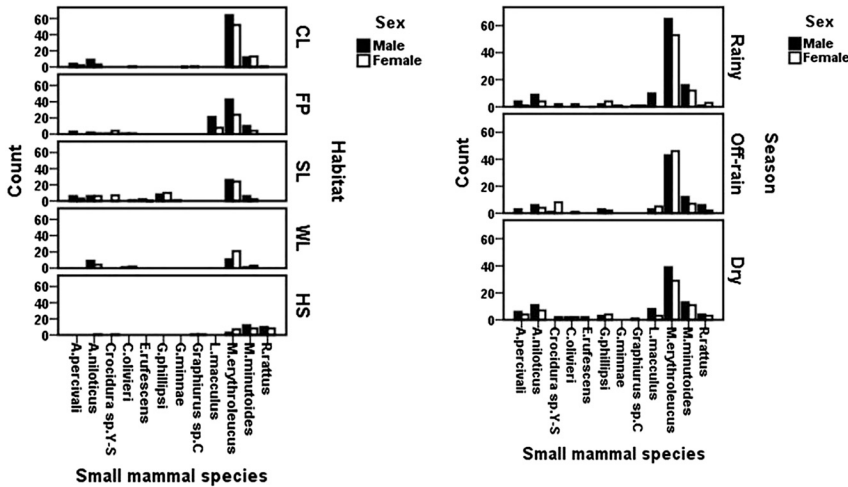 Sex
Male
Female
60
40
20
0
CL
60
40
20
0
FP
60
40
20
0
SL
60
40
20
0
WL
60
40
20
0
HS
Count
Habitat
A.percivali
A.niloticus
Crocidura sp.Y-S
C.olivieri
E.rufescens
G.phillipsi
G.minnae
Graphiurus sp.C
L.macculus
M.erythroleucus
M.minutoides
R.rattus
Small mammal species
Sex
Male
Female
60
40
20
0
Rainy
60
40
20
0
Off-rain
60
40
20
0
Dry
Count
Season
A.percivali
A.niloticus
Crocidura sp.Y-S
C.olivieri
E.rufescens
G.phillipsi
G.minnae
Graphiurus sp.C
L.macculus
M.erythroleucus
M.minutoides
R.rattus
Small mammal species